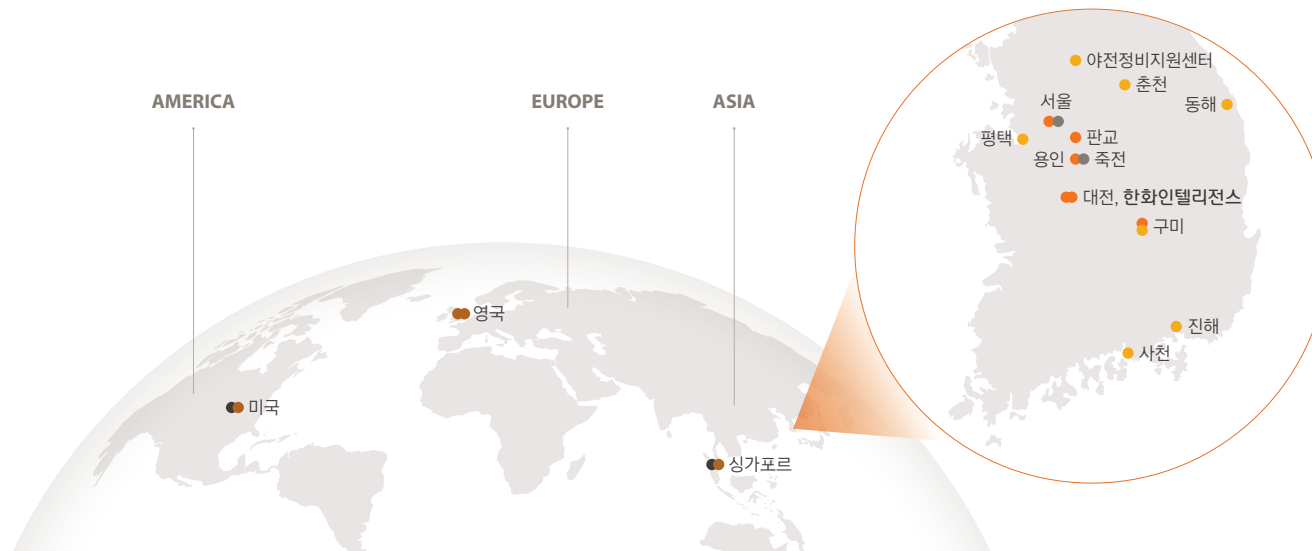 AMERICA
EUROPE
ASIA
영국
미국
싱가포르
야전정비지원센터
춘천
동해
서울
평택
판교
용인
죽전
대전, 한화인텔리전스
구미
진해
사천